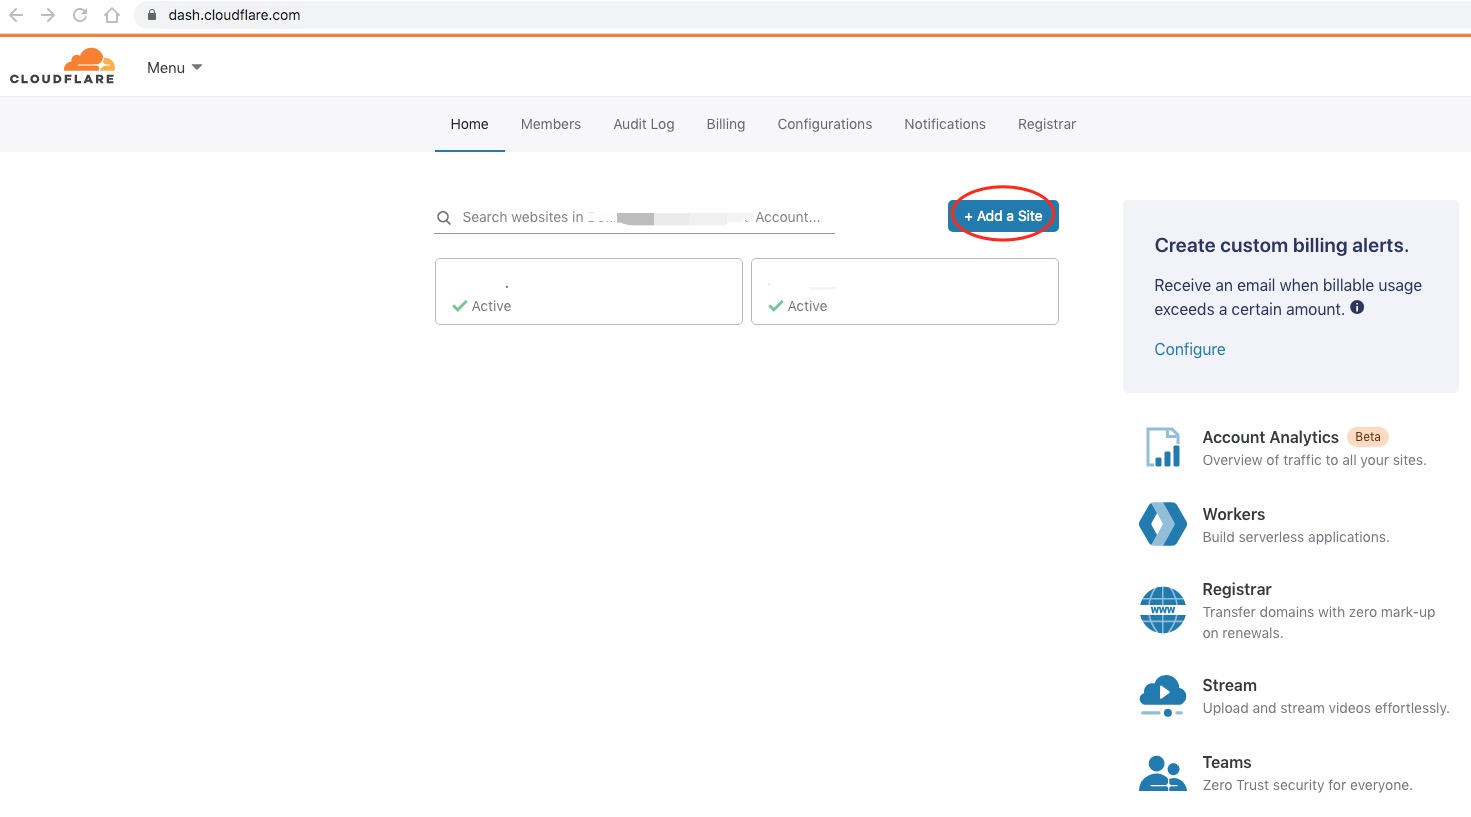 dash.cloudflare.com
CLOUDFLARE
Menu
Home Members Audit Log Billing Configurations Notifications Registrar
Search websites in Account...
+ Add a Site
Active
Active
Create custom billing alerts.
Receive an email when billable usage
exceeds a certain amount.
Configure
Account Analytics Beta
Overview of traffic to all your sites.
Workers
Build serverless applications.
WWW
Registrar
Transfer domains with zero mark-up
on renewals.
Stream
Upload and stream videos effortlessly.
Teams
Zero Trust security for everyone.